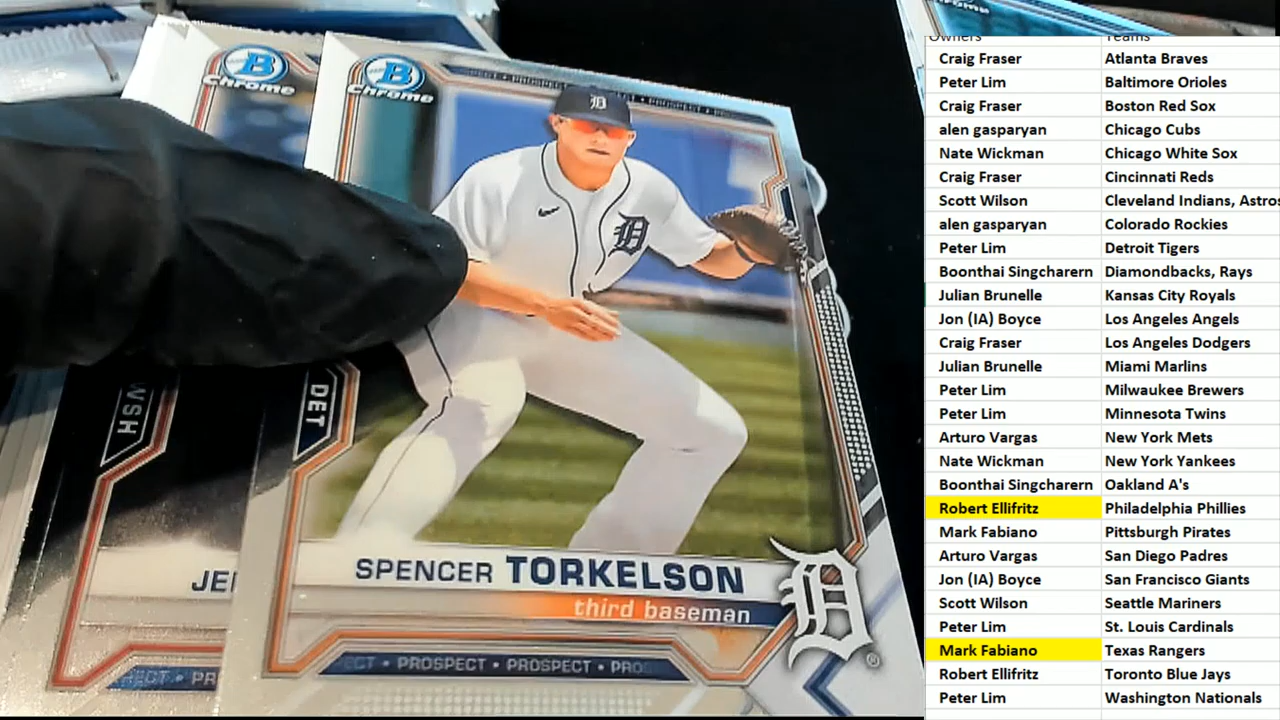 B
Chrome
B
Chrome
PROSPECT • PROSPECT
D
D
WSH
DET
JE
SPENCER TORKELSON
third baseman
D
®
PR
ECT • PROSPECT • PROSPECT • PRO
Owners Teams
Craig Fraser Atlanta Braves
Peter Lim Baltimore Orioles
Craig Fraser Boston Red Sox
alen gasparyan Chicago Cubs
Nate Wickman Chicago White Sox
Craig Fraser Cincinnati Reds
Scott Wilson Cleveland Indians, Astros
alen gasparyan Colorado Rockies
Peter Lim Detroit Tigers
Boonthai Singcharern Diamondbacks, Rays
Julian Brunelle Kansas City Royals
Jon (IA) Boyce Los Angeles Angels
Craig Fraser Los Angeles Dodgers
Julian Brunelle Miami Marlins
Peter Lim Milwaukee Brewers
Peter Lim Minnesota Twins
Arturo Vargas New York Mets
Nate Wickman New York Yankees
Boonthai Singcharern Oakland A's
Robert Ellifritz Philadelphia Phillies
Mark Fabiano Pittsburgh Pirates
Arturo Vargas San Diego Padres
Jon (IA) Boyce San Francisco Giants
Scott Wilson Seattle Mariners
Peter Lim St. Louis Cardinals
Mark Fabiano Texas Rangers
Robert Ellifritz Toronto Blue Jays
Peter Lim Washington Nationals